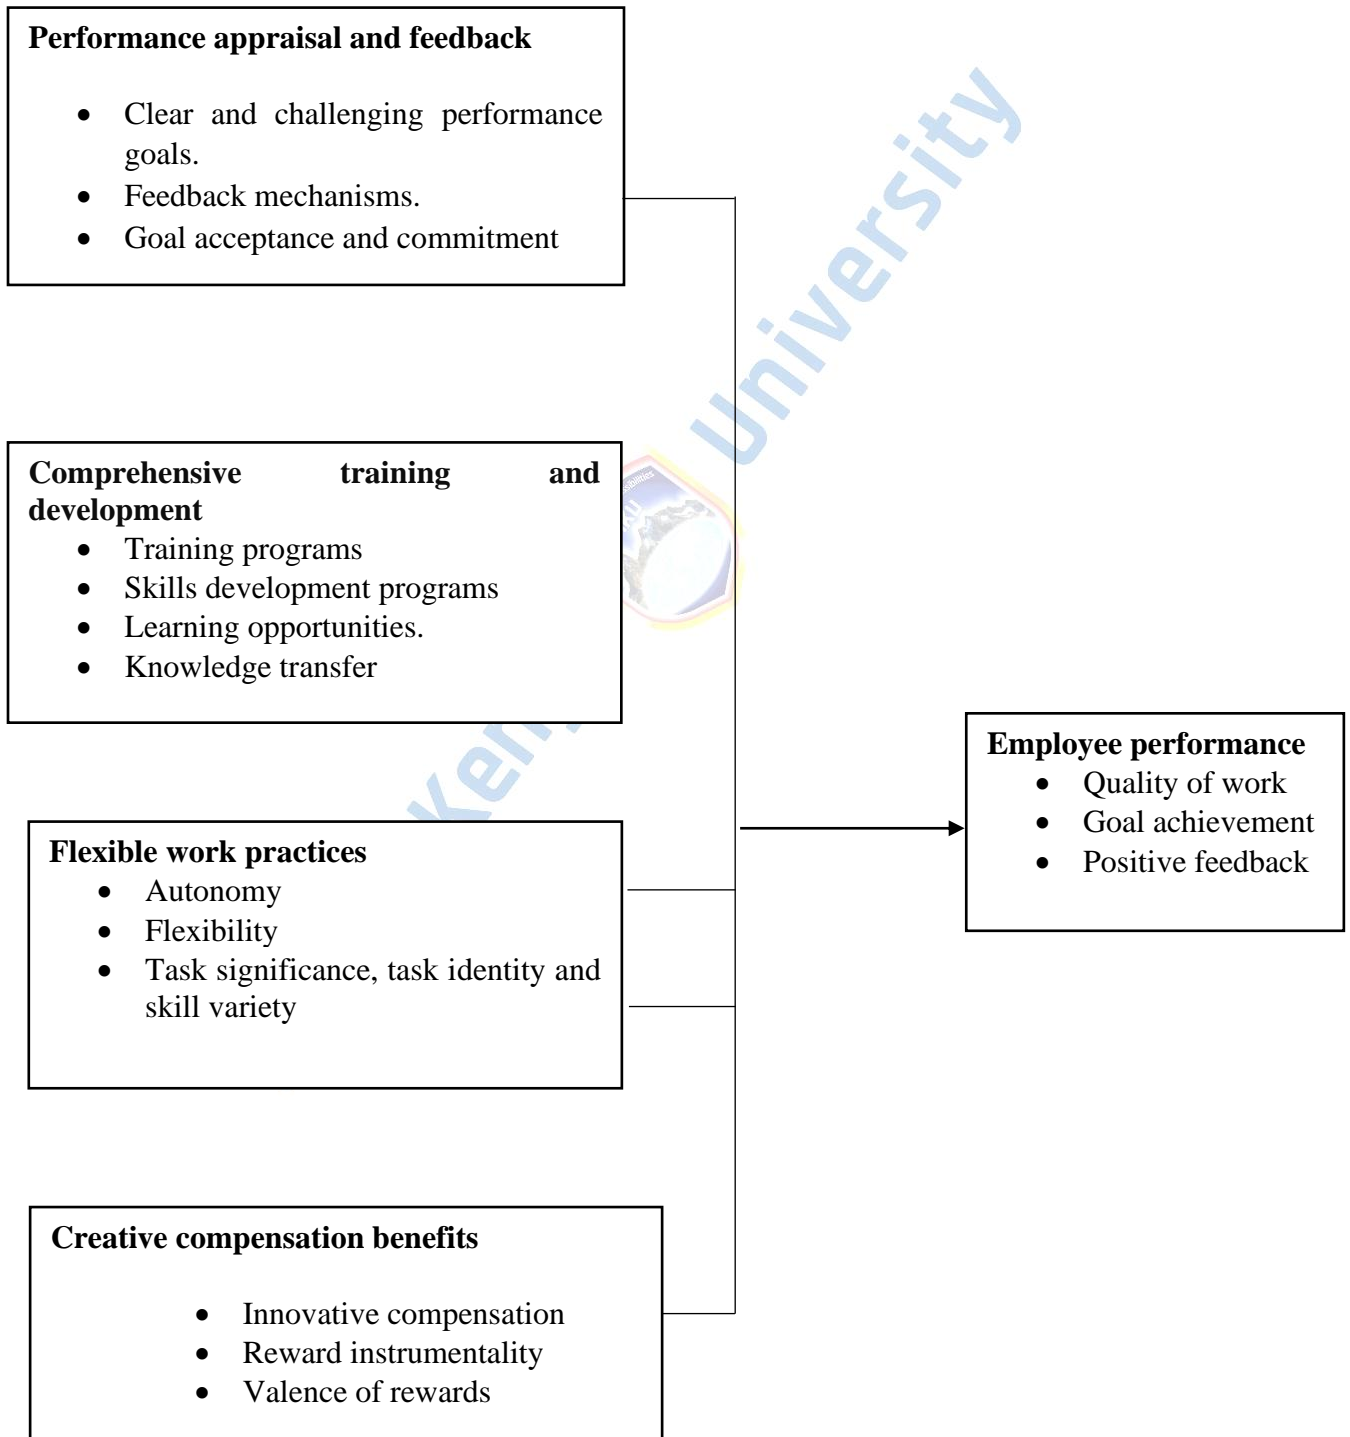 Performance appraisal and feedback
• Clear and challenging performance
goals.
• Feedback mechanisms.
• Goal acceptance and commitment
University
Comprehensive training and
development
• Training programs
• Skills development programs
• Learning opportunities.
• Knowledge transfer
Employee performance
• Quality of work
• Goal achievement
• Positive feedback
Flexible work practices
• Autonomy
• Flexibility
• Task significance, task identity and
skill variety
Creative compensation benefits
• Innovative compensation
• Reward instrumentality
• Valence of rewards